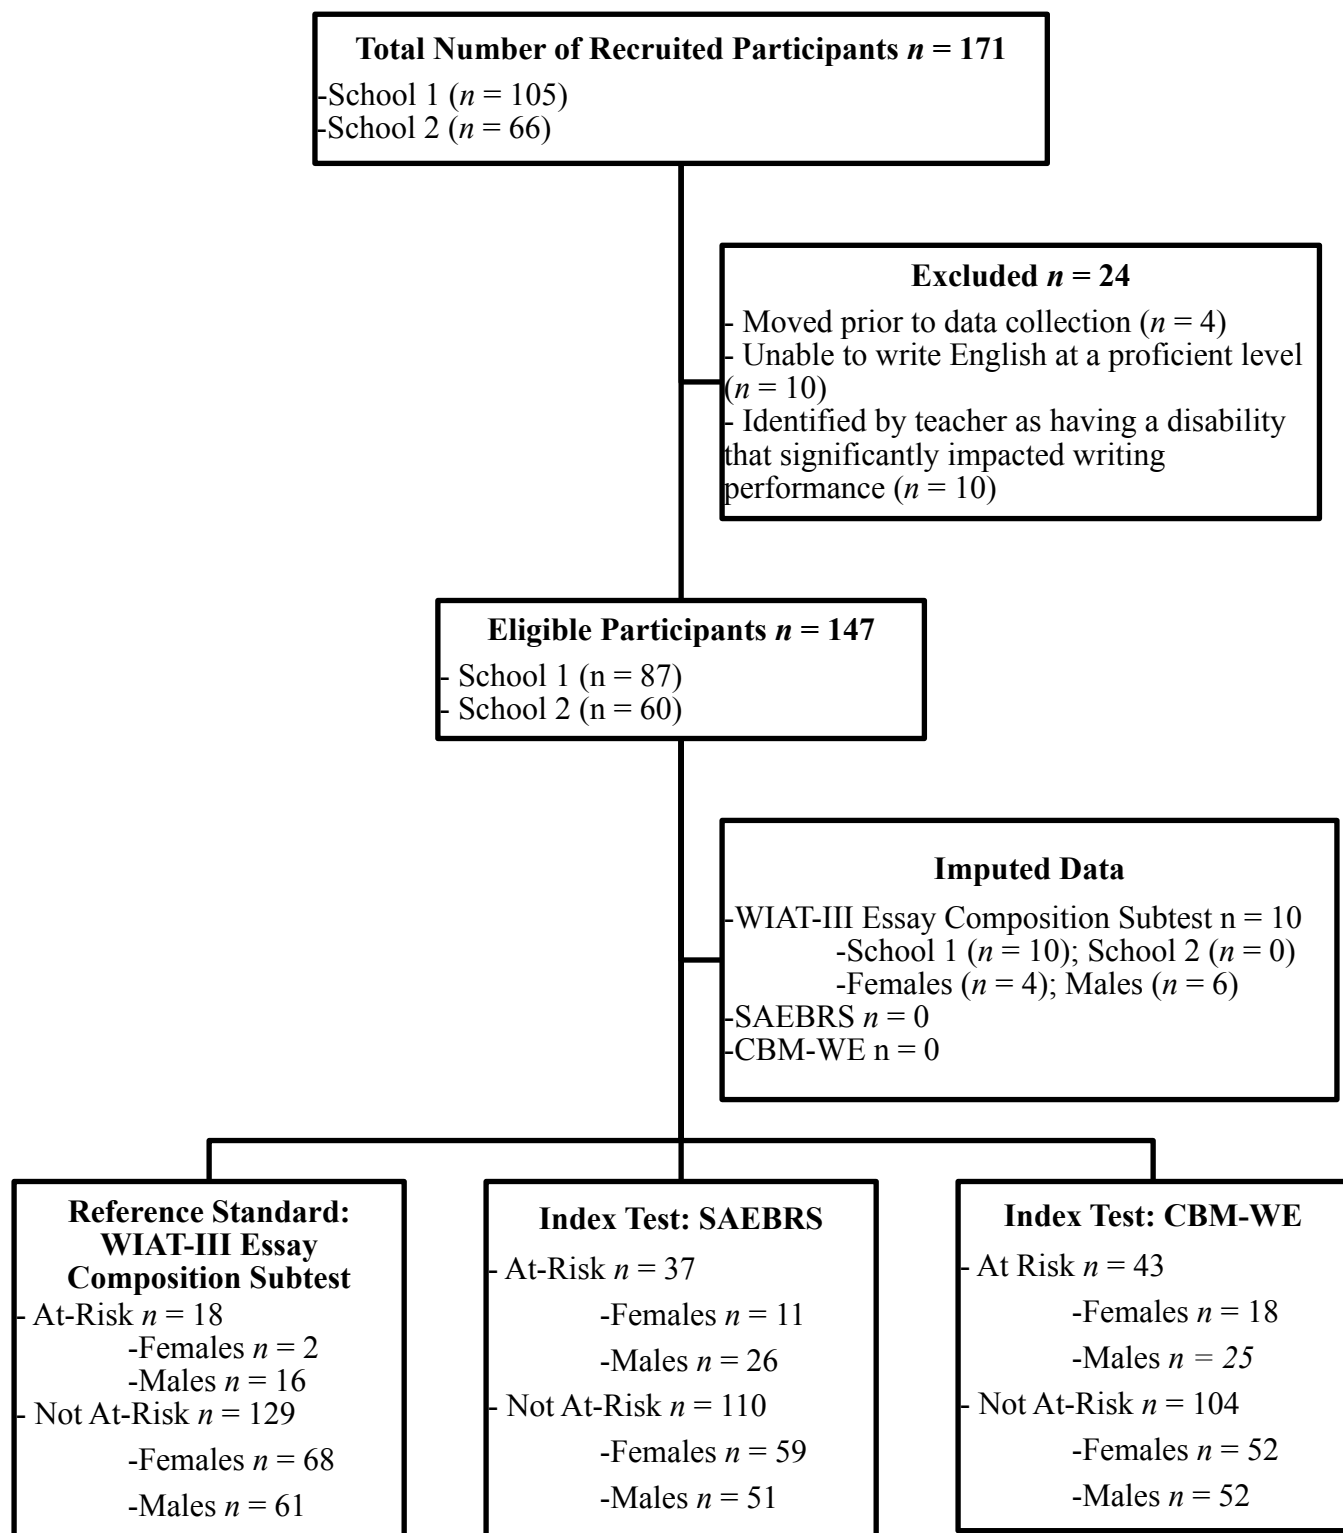 Total Number of Recruited Participants n = 171
-School 1 (n = 105)
-School 2 (n = 66)
Excluded n = 24
- Moved prior to data collection (n = 4)
- Unable to write English at a proficient level
(n = 10)
- Identified by teacher as having a disability
that significantly impacted writing
performance (n = 10)
Eligible Participants n = 147
- School 1 (n = 87)
- School 2 (n = 60)
Imputed Data
-WIAT-III Essay Composition Subtest n = 10
-School 1 (n = 10); School 2 (n = 0)
-Females (n = 4); Males (n = 6)
-SAEBRS n = 0
-CBM-WE n = 0
Reference Standard:
WIAT-III Essay
Composition Subtest
- At-Risk n = 18
-Females n = 2
-Males n = 16
- Not At-Risk n = 129
-Females n = 68
-Males n = 61
Index Test: SAEBRS
- At-Risk n = 37
-Females n = 11
-Males n = 26
- Not At-Risk n = 110
-Females n = 59
-Males n = 51
Index Test: CBM-WE
- At Risk n = 43
-Females n = 18
-Males n = 25
- Not At-Risk n = 104
-Females n = 52
-Males n = 52